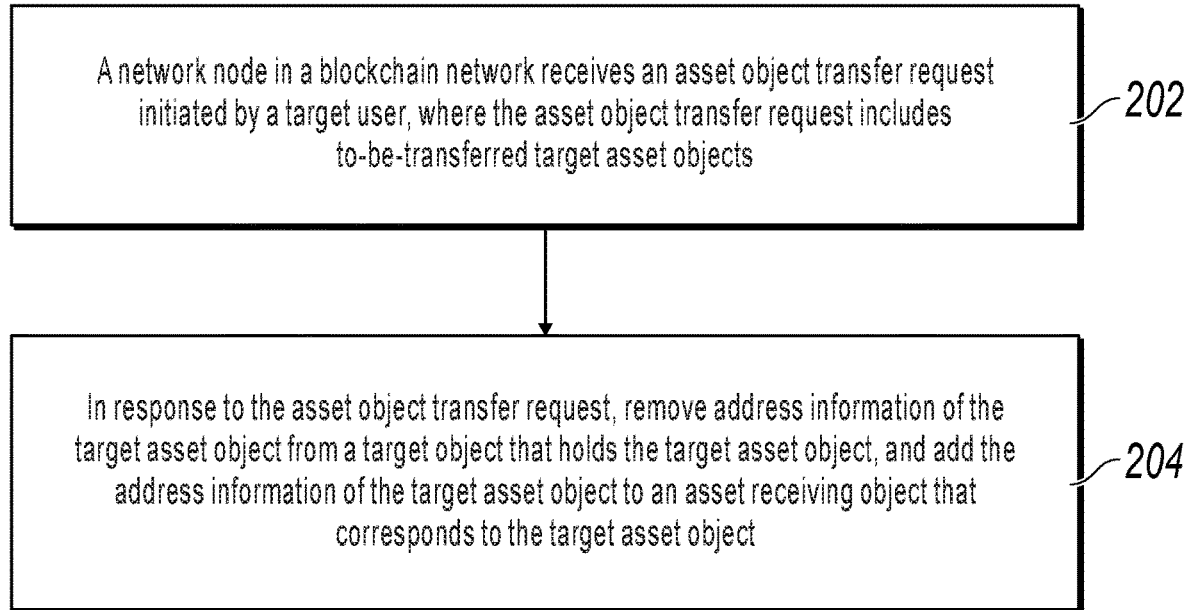 A network node in a blockchain network receives an asset object transfer request
initiated by a target user, where the asset object transfer request includes
to-be-transferred target asset objects
202
In response to the asset object transfer request, remove address information of the
target asset object from a target object that holds the target asset object, and add the
address information of the target asset object to an asset receiving object that
corresponds to the target asset object
204